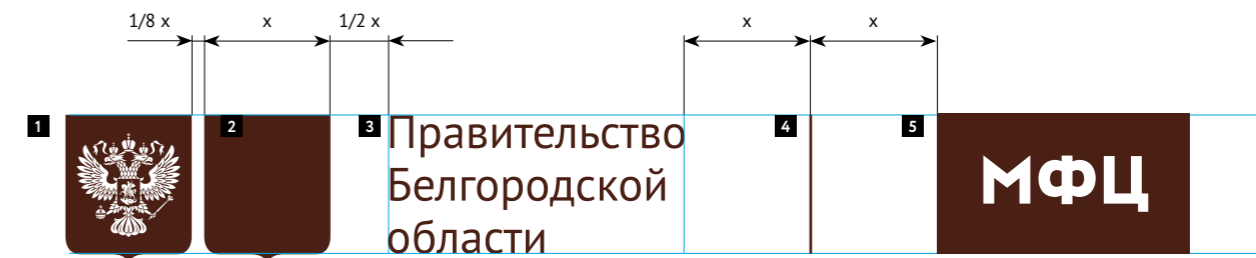 1/8 x
x
1/2 x
x
x
1
2
3
Правительство
Белгородской
области
4
5
МФЦ